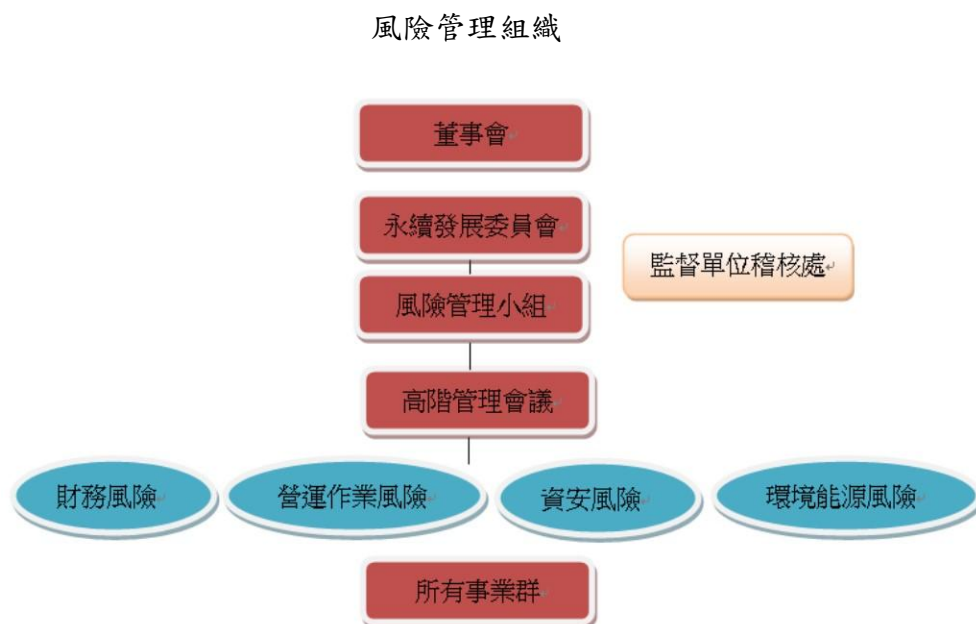 風險管理組織
董事會
永續發展委員會
監督單位稽核處
風險管理小組
高階管理會議
財務風險
營運作業風險
資安風險
環境能源風險
所有事業群